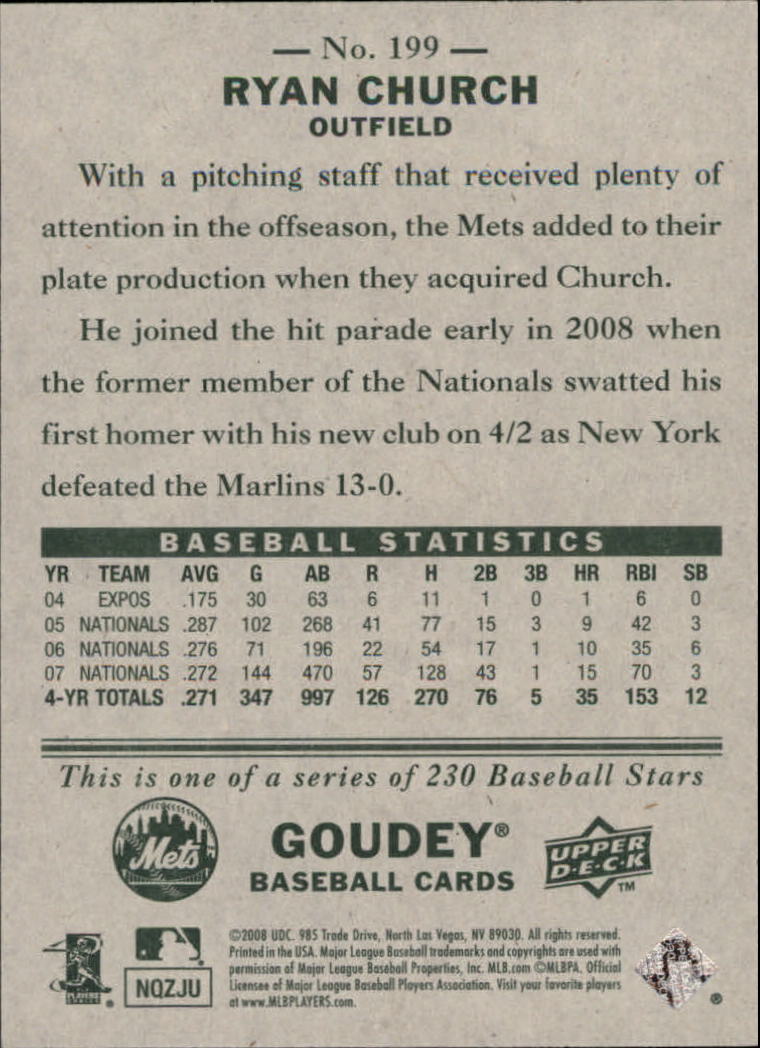 — No. 199 —
RYAN CHURCH
OUTFIELD
With a pitching staff that received plenty of
attention in the offseason, the Mets added to their
plate production when they acquired Church.
He joined the hit parade early in 2008 when
the former member of the Nationals swatted his
first homer with his new club on 4/2 as New York
defeated the Marlins 13-0.
BASEBALL STATISTICS
YR TEAM AVG G AB R H 2B 3B HR RBI SB
04 EXPOS .175 30 63 6 11 1 0 1 6 0
05 NATIONALS .287 102 268 41 77 15 3 9 42 3
06 NATIONALS .276 71 196 22 54 17 1 10 35 6
07 NATIONALS .272 144 470 57 128 43 1 15 70 3
4-YR TOTALS .271 347 997 126 270 76 5 35 153 12
This is one of a series of 230 Baseball Stars
Mets
GOUDEY®
BASEBALL CARDS
UPPER
D·E·C·K
TM
©2008 UDC. 985 Trade Drive, North Las Vegas, NV 89030. All rights reserved.
Printed in the USA. Major League Baseball trademarks and copyrights are used with
permission of Major League Baseball Properties, Inc. MLB.com ©MLBPA. Official
Licensee of Major League Baseball Players Association. Visit your favorite players
at www.MLBPLAYERS.com.
PLAYERS
®
NQZJU
®